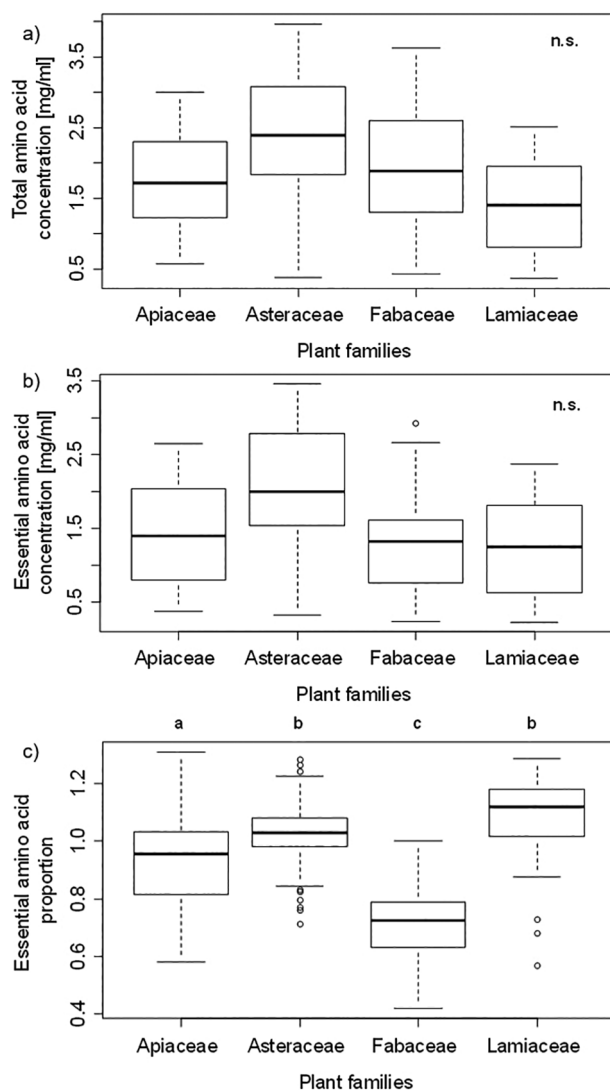 a)
n.s.
Total amino acid
concentration [mg/ml]
3.5
2.5
1.5
0.5
Apiaceae Asteraceae Fabaceae Lamiaceae
Plant families
b)
n.s.
Essential amino acid
concentration [mg/ml]
3.5
2.5
1.5
0.5
Apiaceae Asteraceae Fabaceae Lamiaceae
Plant families
a b c b
c)
Essential amino acid
proportion
1.2
1.0
0.8
0.6
0.4
Apiaceae Asteraceae Fabaceae Lamiaceae
Plant families